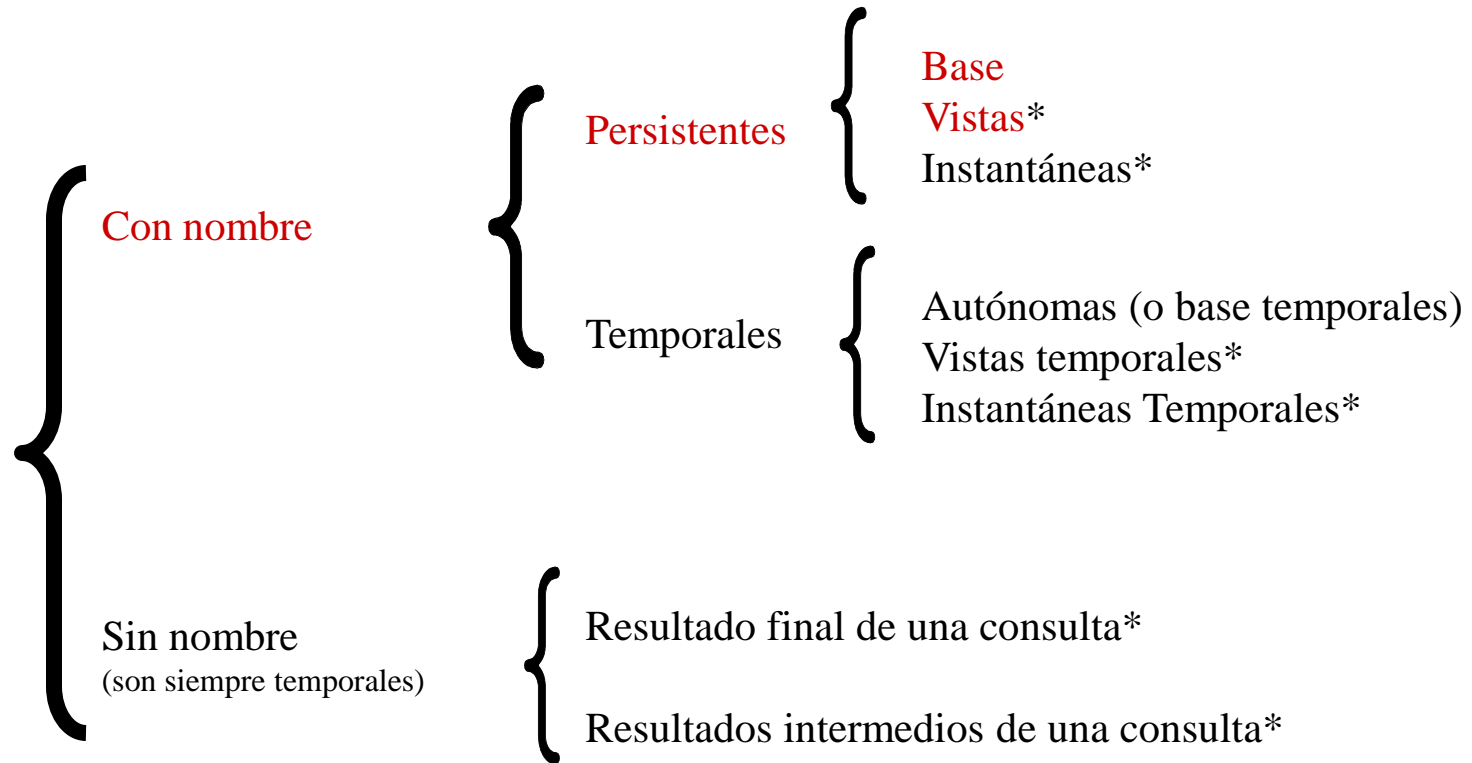 Con nombre
Persistentes
Base
Vistas*
Instantáneas*
Temporales
Autónomas (o base temporales)
Vistas temporales*
Instantáneas Temporales*
Sin nombre
(son siempre temporales)
Resultado final de una consulta*
Resultados intermedios de una consulta*